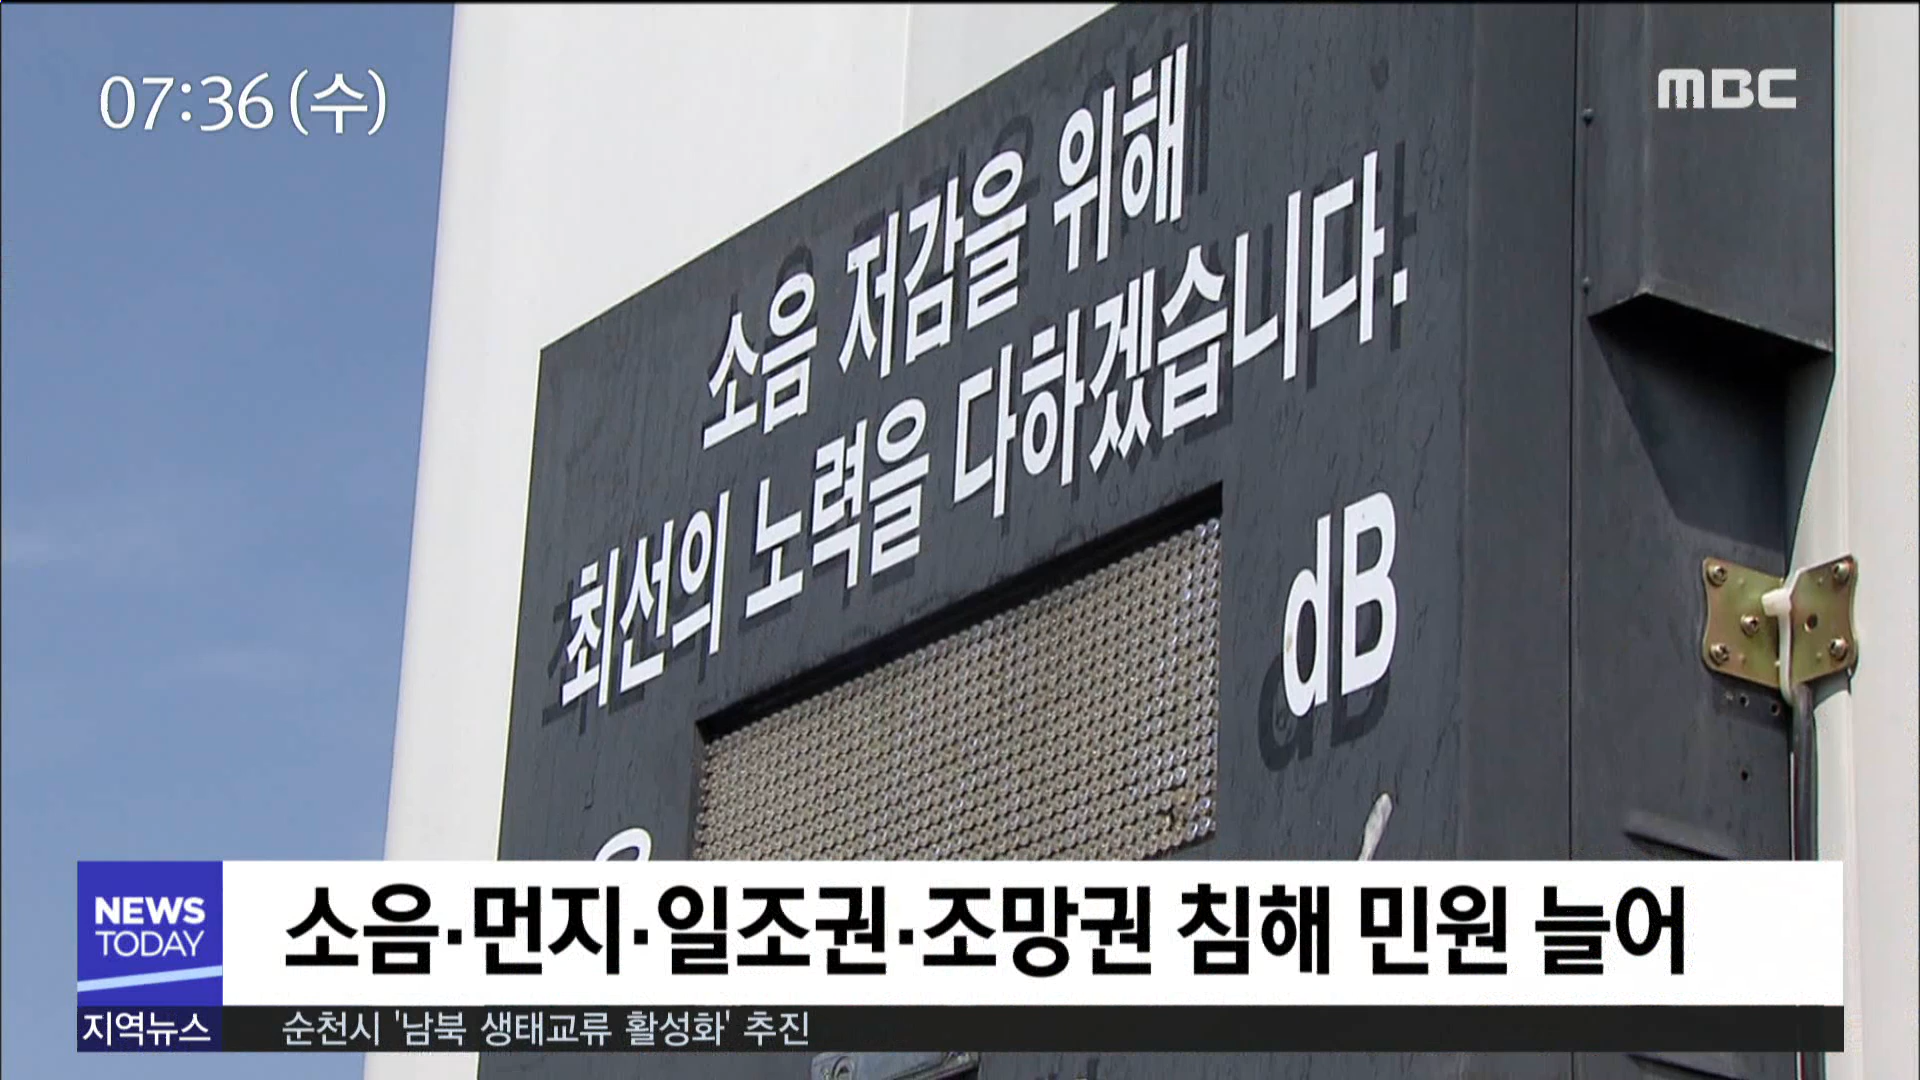 07:36 (수)
MBC
소음 저감을 위해
최선의 노력을 다하겠습니다.
dB
NEWS
TODAY
소음·먼지·일조권·조망권 침해 민원 늘어
지역뉴스
순천시 '남북 생태교류 활성화' 추진